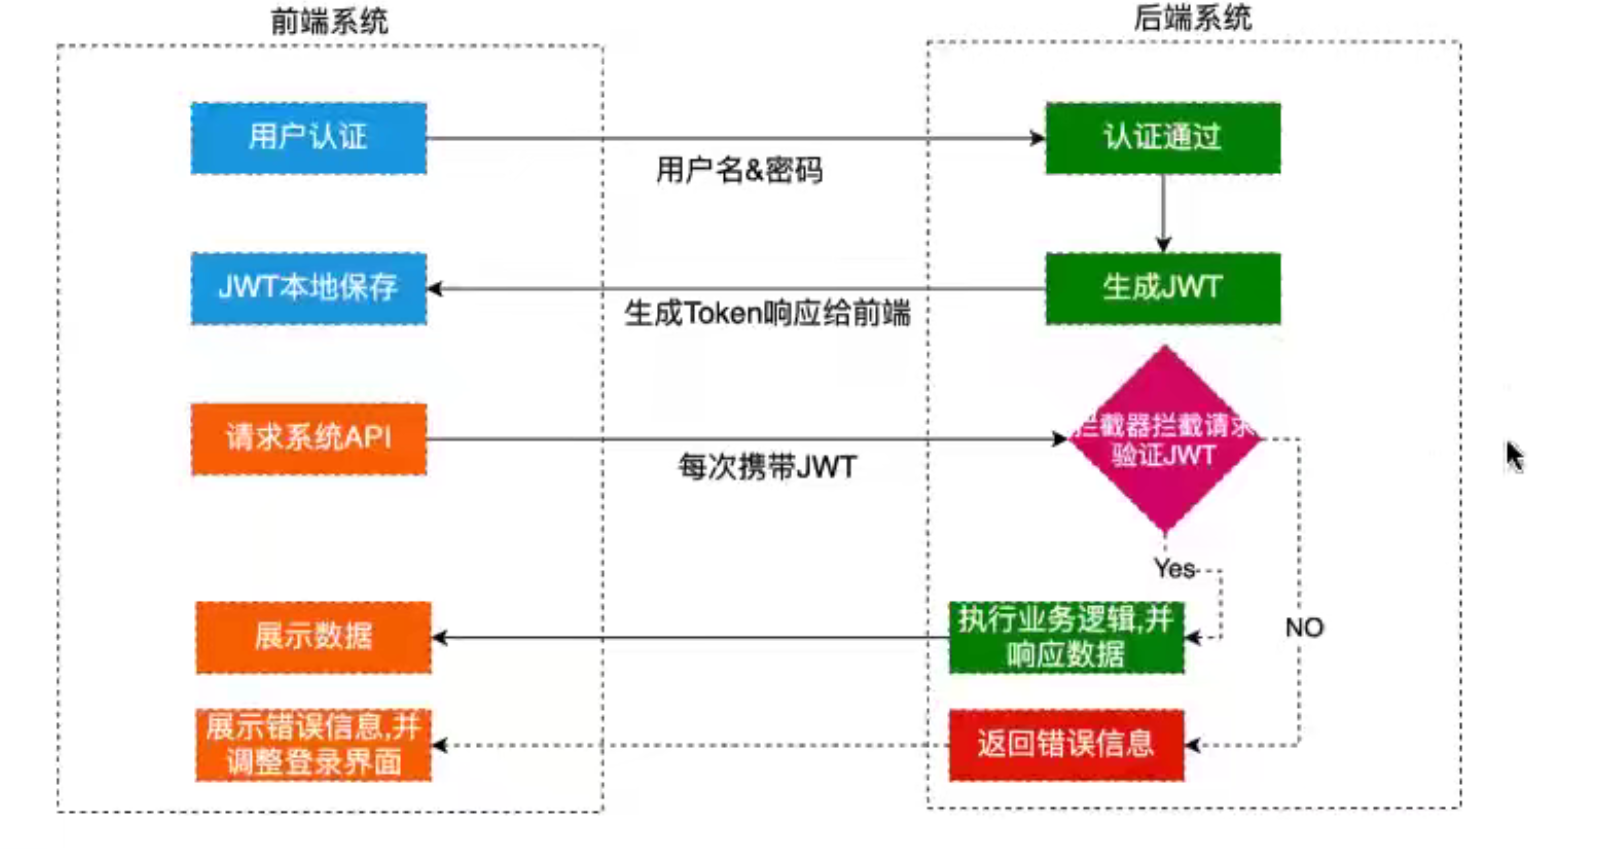 前端系统
后端系统
用户认证
认证通过
用户名&密码
JWT本地保存
生成JWT
生成Token响应给前端
请求系统API
拦截器拦截请求
验证JWT
每次携带JWT
Yes
展示数据
执行业务逻辑,并
响应数据
NO
展示错误信息,并
调整登录界面
返回错误信息